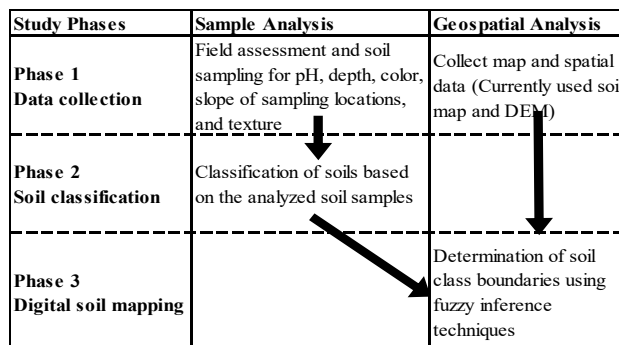 Study Phases
Sample Analysis
Geospatial Analysis
Phase 1
Data collection
Field assessment and soil
sampling for pH, depth, color,
slope of sampling locations,
and texture
Collect map and spatial
data (Currently used soi
map and DEM)
Phase 2
Soil classification
Classification of soils based
on the analyzed soil samples
Phase 3
Digital soil mapping
Determination of soil
class boundaries using
fuzzy inference
techniques